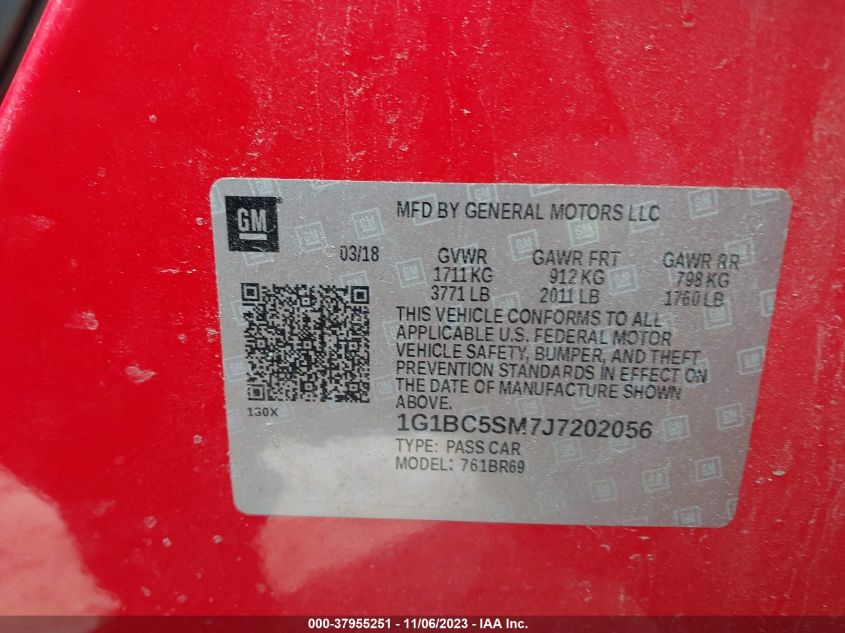 GM
MFD BY GENERAL MOTORS LLC
03/18 GVWR GAWR FRT GAWR RR
1711 KG 912 KG 798 KG
3771 LB 2011 LB 1760 LB
THIS VEHICLE CONFORMS TO ALL
APPLICABLE U.S. FEDERAL MOTOR
VEHICLE SAFETY, BUMPER, AND THEFT
PREVENTION STANDARDS IN EFFECT ON
THE DATE OF MANUFACTURE SHOWN
ABOVE.
1G0X
1G1BC5SM7J7202056
TYPE: PASS CAR
MODEL: 761BR69
000-37955251 - 11/06/2023 - IAA Inc.